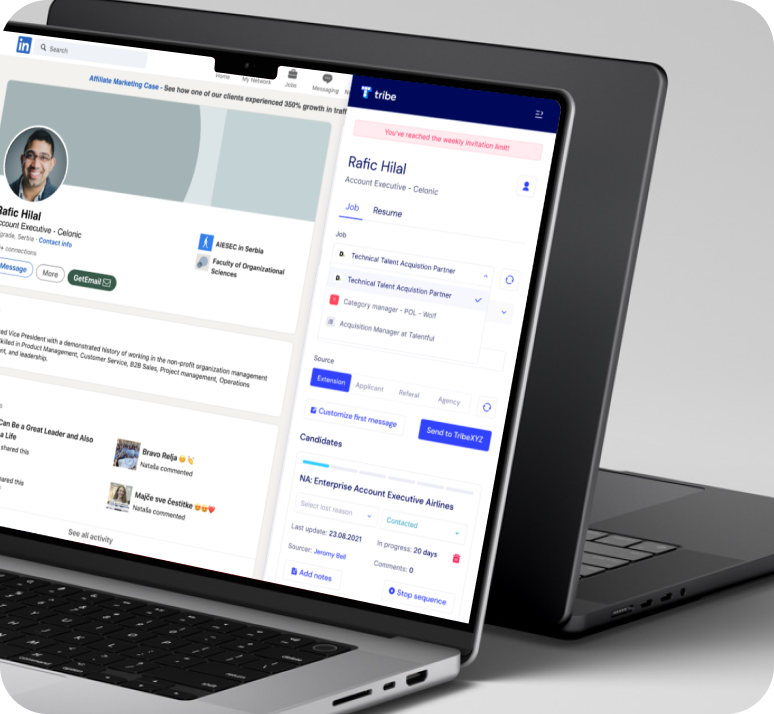 in
Search
Home
My Network
Jobs
Messaging
N
Affiliate Marketing Case - See how one of our clients experienced 350% growth in traff
Rafic Hilal
ccount Executive - Celonic
grade, Serbia · Contact info
+ connections
Message
More
GetEmail
AIESEC in Serbia
Faculty of Organizational
Sciences
ed Vice President with a demonstrated history of working in the non-profit organization management
killed in Product Management, Customer Service, B2B Sales, Project management, Operations
nt, and leadership.
s
Can Be a Great Leader and Also
a Life
shared this
ared this
Bravo Relja 😊👏
Nataša commented
Majče sve čestitke 😍😍❤️
Nataša commented
See all activity
tribe
You've reached the weekly invitation limit!
Rafic Hilal
Account Executive - Celonic
Job
Resume
Job
D. Technical Talent Acquistion Partner
D. Technical Talent Acquistion Partner
Category manager - POL - Wolf
Acquisition Manager at Talentful
Source
Extension
Applicant
Referal
Agency
Customize first message
Send to TribeXYZ
Candidates
NA: Enterprise Account Executive Airlines
Select lost reason
Contacted
Last update: 23.08.2021
In progress: 20 days
Sourcer: Jeromy Bell
Comments: 0
Add notes
Stop sequence
command
option